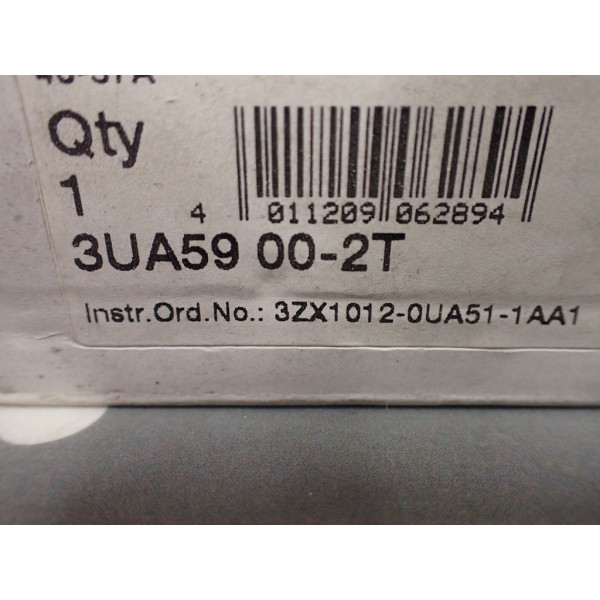 Qty
1
4 011209 062894
3UA59 00-2T
Instr.Ord.No.: 3ZX1012-0UA51-1AA1